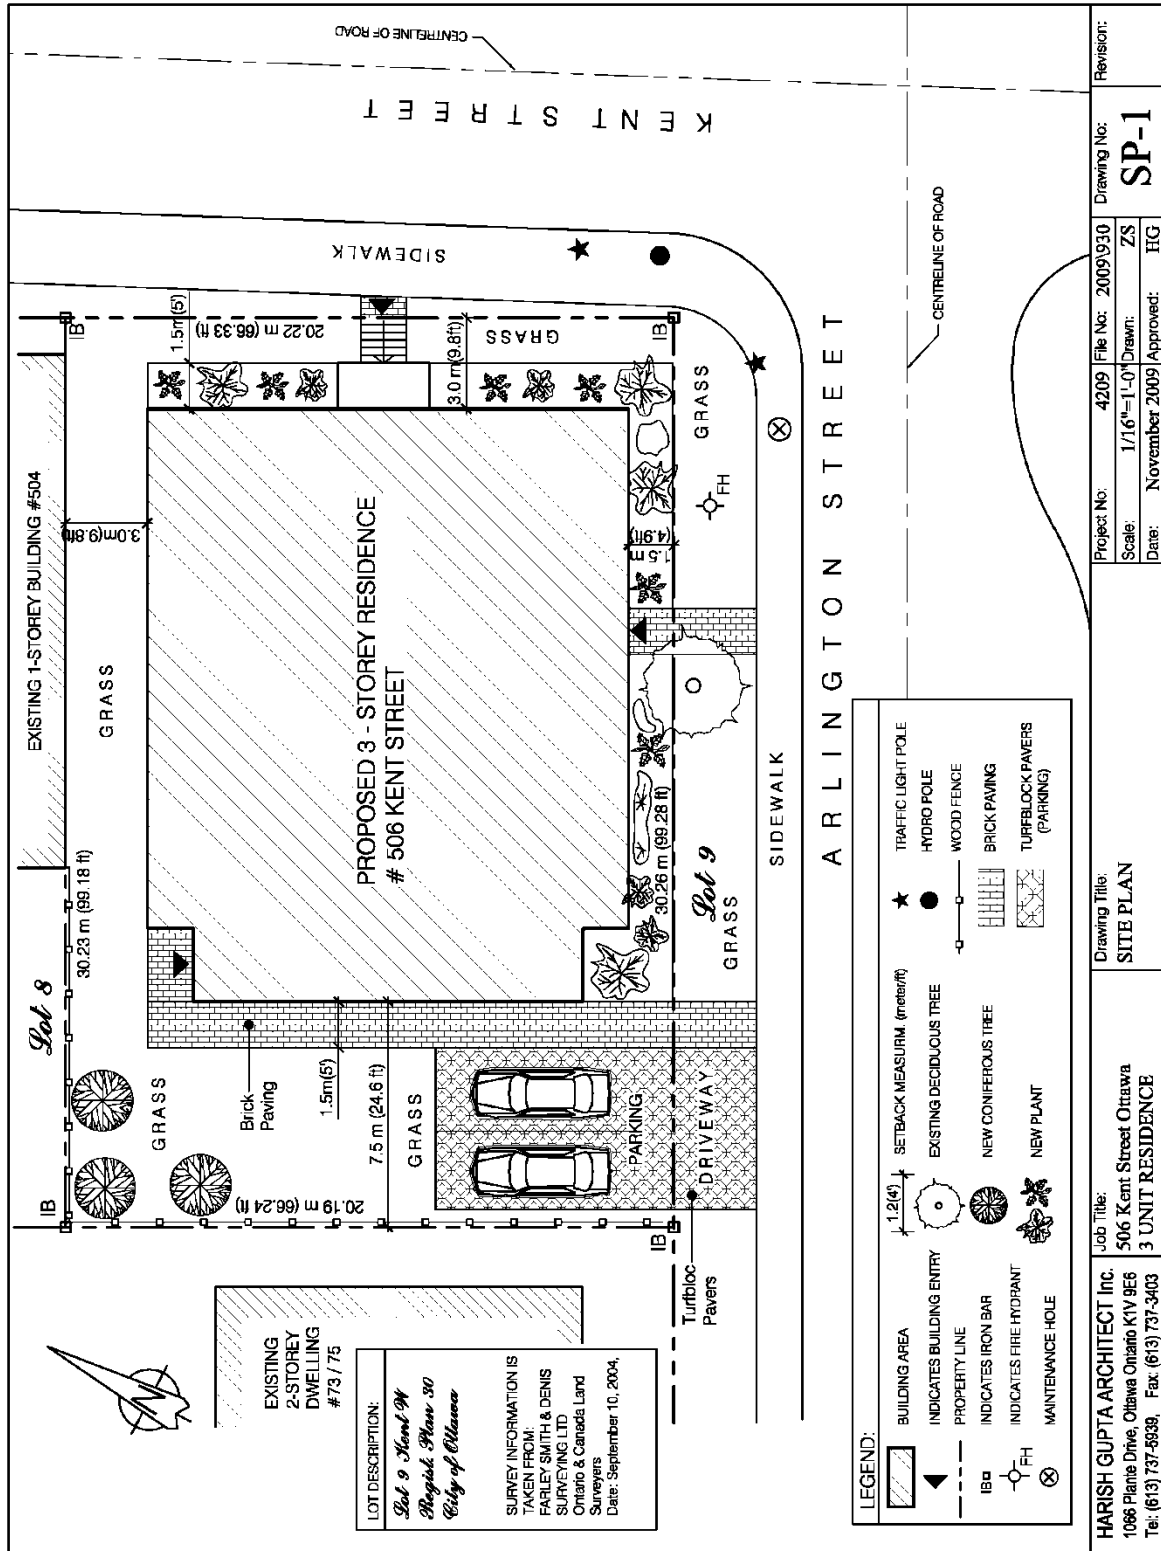 CENTRELINE OF ROAD
KENT STREET
SIDEWALK
EXISTING 1-STOREY BUILDING #504
IB
1.5m(5')
20.22 m (66.33 ft)
GRASS
3.0 m(9.8ft)
IB
GRASS
3.0m(9.8ft)
GRASS
PROPOSED 3 - STOREY RESIDENCE
# 506 KENT STREET
1.5 m
(4.9ft)
FH
30.23 m (99.18 ft)
Lot 8
30.26 m (99.28 ft)
Lot 9
GRASS
SIDEWALK
ARLINGTON STREET
CENTRELINE OF ROAD
GRASS
Brick
Paving
1.5m(5')
7.5 m (24.6 ft)
GRASS
PARKING
DRIVEWAY
IB
20.19 m (66.24 ft)
IB
Turfbloc
Pavers
EXISTING
2-STOREY
DWELLING
#73 / 75
LOT DESCRIPTION:
Lot 9 Kent W
Regist. Plan 30
City of Ottawa
SURVEY INFORMATION IS
TAKEN FROM:
FARLEY SMITH & DENIS
SURVEYING LTD
Ontario & Canada Land
Surveyors
Date: September 10, 2004,
LEGEND:
BUILDING AREA
INDICATES BUILDING ENTRY
PROPERTY LINE
IB
INDICATES IRON BAR
FH
INDICATES FIRE HYDRANT
MAINTENANCE HOLE
1.2(4')
SETBACK MEASURM. (meter/ft)
EXISTING DECIDUOUS TREE
NEW CONIFEROUS TREE
NEW PLANT
TRAFFIC LIGHT POLE
HYDRO POLE
WOOD FENCE
BRICK PAVING
TURFBLOCK PAVERS
(PARKING)
HARISH GUPTA ARCHITECT Inc.
1066 Plante Drive, Ottawa Ontario K1V 9E6
Tel: (613) 737-5939, Fax: (613) 737-3403
Job Title:
506 Kent Street Ottawa
3 UNIT RESIDENCE
Drawing Title:
SITE PLAN
Project No: 4209
File No: 2009\930
Scale: 1/16"=1'-0"
Drawn: ZS
Date: November 2009
Approved: HG
Drawing No:
SP-1
Revision: